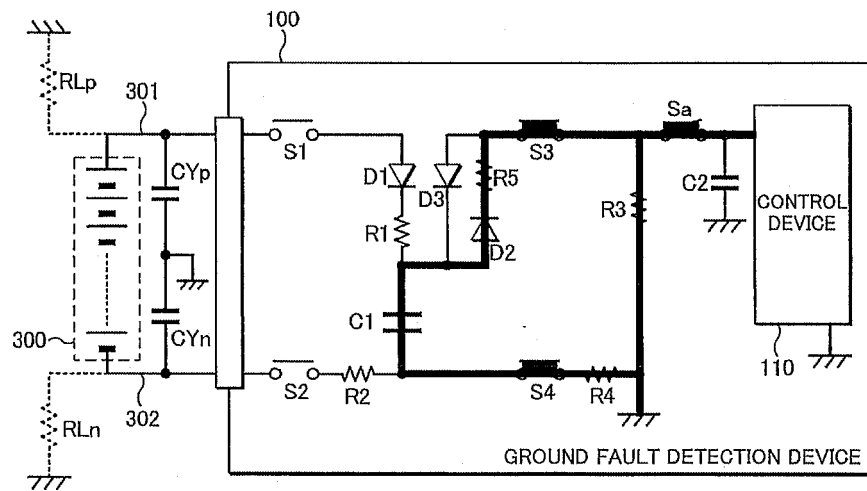 100
RLp
301
S1
S3
Sa
CYp
D1
D3
R5
C2
R3
CONTROL
DEVICE
R1
D2
300
CYn
C1
110
S2
R2
S4
R4
302
RLn
GROUND FAULT DETECTION DEVICE